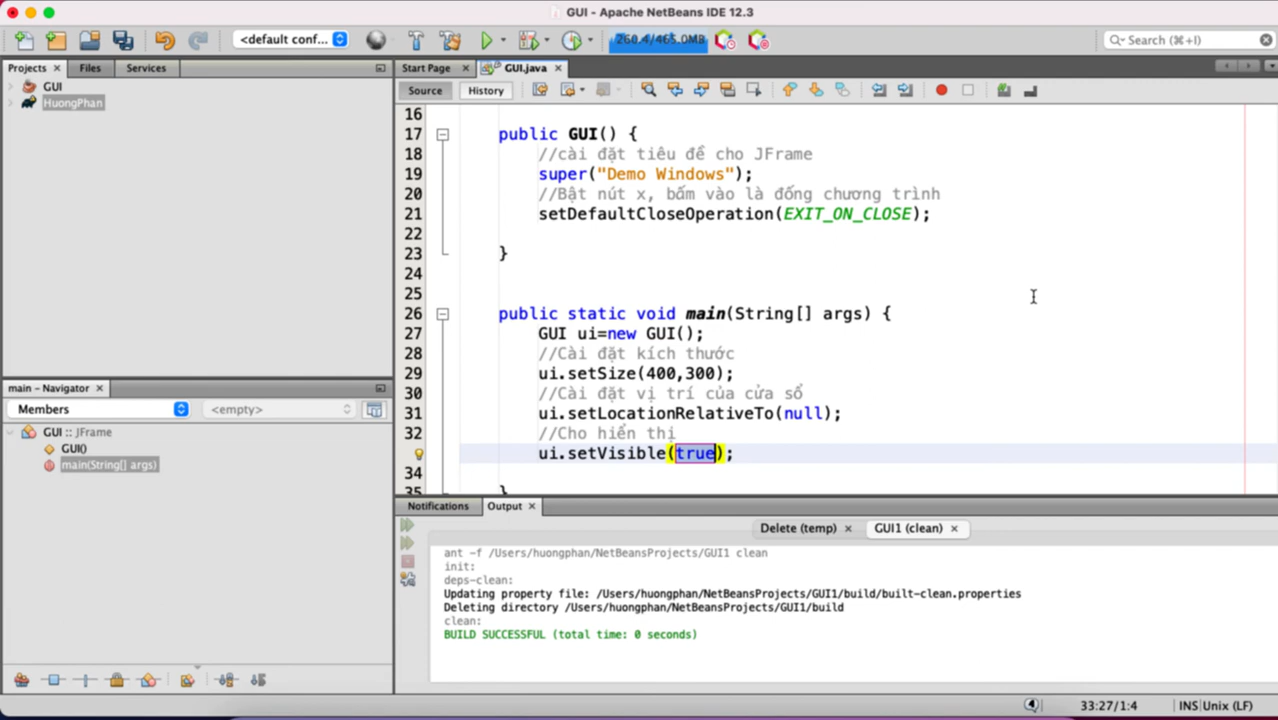 GUI - Apache NetBeans IDE 12.3
<default conf...
260.4/465.0MB
Search (⌘+I)
Projects
Files
Services
GUI
HuongPhan
main - Navigator
Members
<empty>
GUI :: JFrame
GUI()
main(String[] args)
Start Page
GUI.java
Source
History
16
17 public GUI() {
18 //cài đặt tiêu đề cho JFrame
19 super("Demo Windows");
20 //Bật nút x, bấm vào là đống chương trình
21 setDefaultCloseOperation(EXIT_ON_CLOSE);
22
23 }
24
25
26 public static void main(String[] args) {
27 GUI ui=new GUI();
28 //Cài đặt kích thước
29 ui.setSize(400,300);
30 //Cài đặt vị trí của cửa sổ
31 ui.setLocationRelativeTo(null);
32 //Cho hiển thị
33 ui.setVisible(true);
34
35 }
Notifications
Output
Delete (temp)
GUI1 (clean)
ant -f /Users/huongphan/NetBeansProjects/GUI1 clean
init:
deps-clean:
Updating property file: /Users/huongphan/NetBeansProjects/GUI1/build/built-clean.properties
Deleting directory /Users/huongphan/NetBeansProjects/GUI1/build
clean:
BUILD SUCCESSFUL (total time: 0 seconds)
33:27/1:4
INS
Unix (LF)